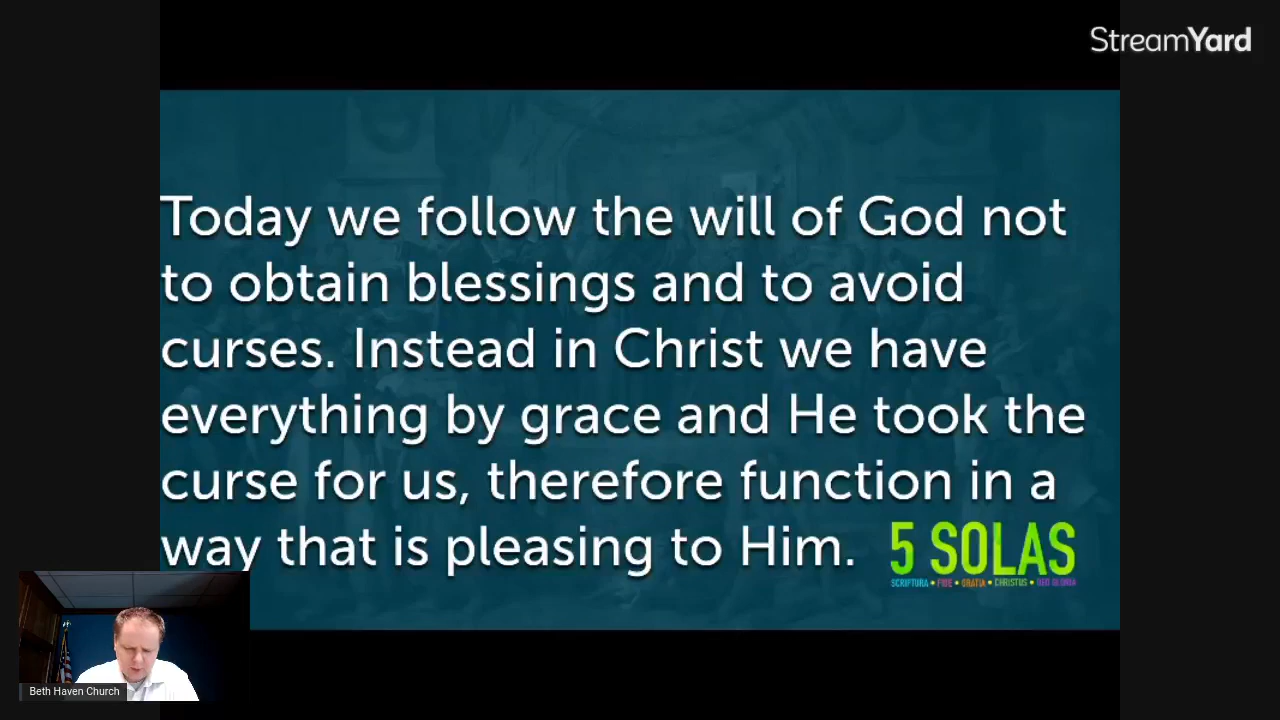 StreamYard
Today we follow the will of God not
to obtain blessings and to avoid
curses. Instead in Christ we have
everything by grace and He took the
curse for us, therefore function in a
way that is pleasing to Him.
5 SOLAS
SCRIPTURA • FIDE • GRATIA • CHRISTUS • DEO GLORIA
Beth Haven Church